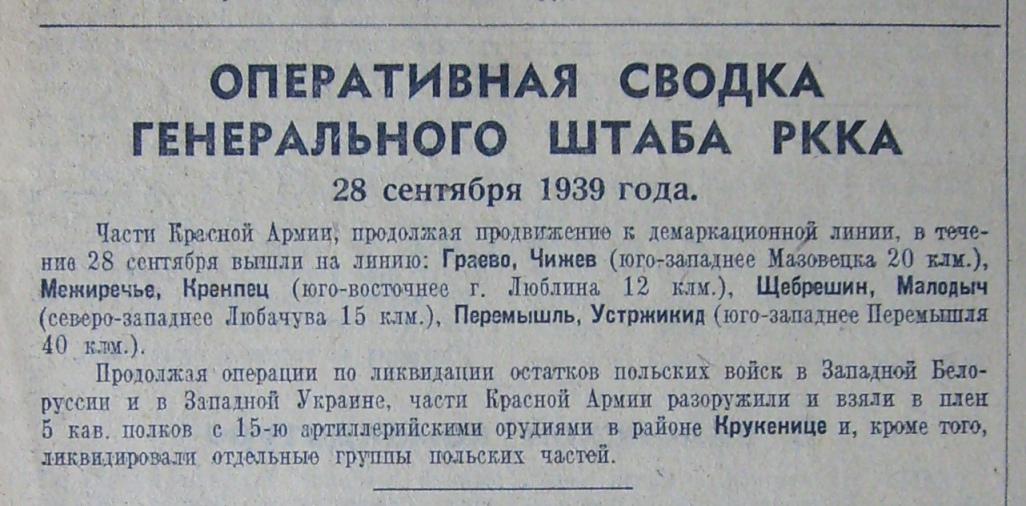 ОПЕРАТИВНАЯ СВОДКА
ГЕНЕРАЛЬНОГО ШТАБА РККА
28 сентября 1939 года.
Части Красной Армии, продолжая продвижение к демаркационной линии, в тече-
ние 28 сентября вышли на линию: Граево, Чижев (юго-западнее Мазовецка 20 клм.),
Межиречье, Кренпец (юго-восточнее г. Люблина 12 клм.), Щебрешин, Малодыч
(северо-западнее Любачува 15 клм.), Перемышль, Устржикид (юго-западнее Перемышля
40 клм.).
Продолжая операции по ликвидации остатков польских войск в Западной Бело-
руссии и в Западной Украине, части Красной Армии разоружили и взяли в плен
5 кав. полков с 15-ю артиллерийскими орудиями в районе Крукенице и, кроме того,
ликвидировали отдельные группы польских частей.